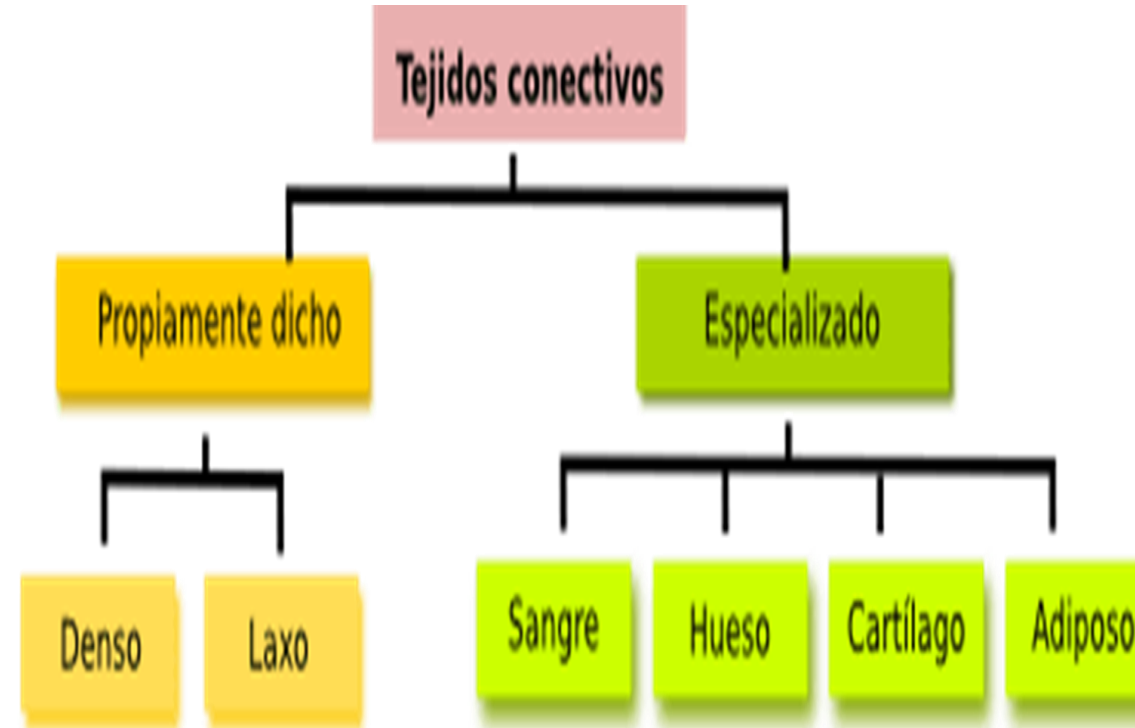 Tejidos conectivos
Propiamente dicho
Especializado
Denso
Laxo
Sangre
Hueso
Cartílago
Adiposo